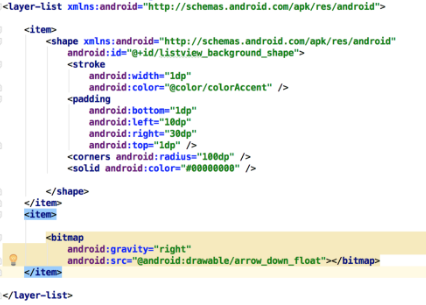 <layer-list xmlns:android="http://schemas.android.com/apk/res/android">
<item>
<shape xmlns:android="http://schemas.android.com/apk/res/android"
android:id="@+id/listview_background_shape">
<stroke
android:width="1dp"
android:color="@color/colorAccent" />
<padding
android:bottom="1dp"
android:left="10dp"
android:right="30dp"
android:top="1dp" />
<corners android:radius="100dp" />
<solid android:color="#00000000" />
</shape>
</item>
<item>
<bitmap
android:gravity="right"
android:src="@android:drawable/arrow_down_float"></bitmap>
</item>
</layer-list>